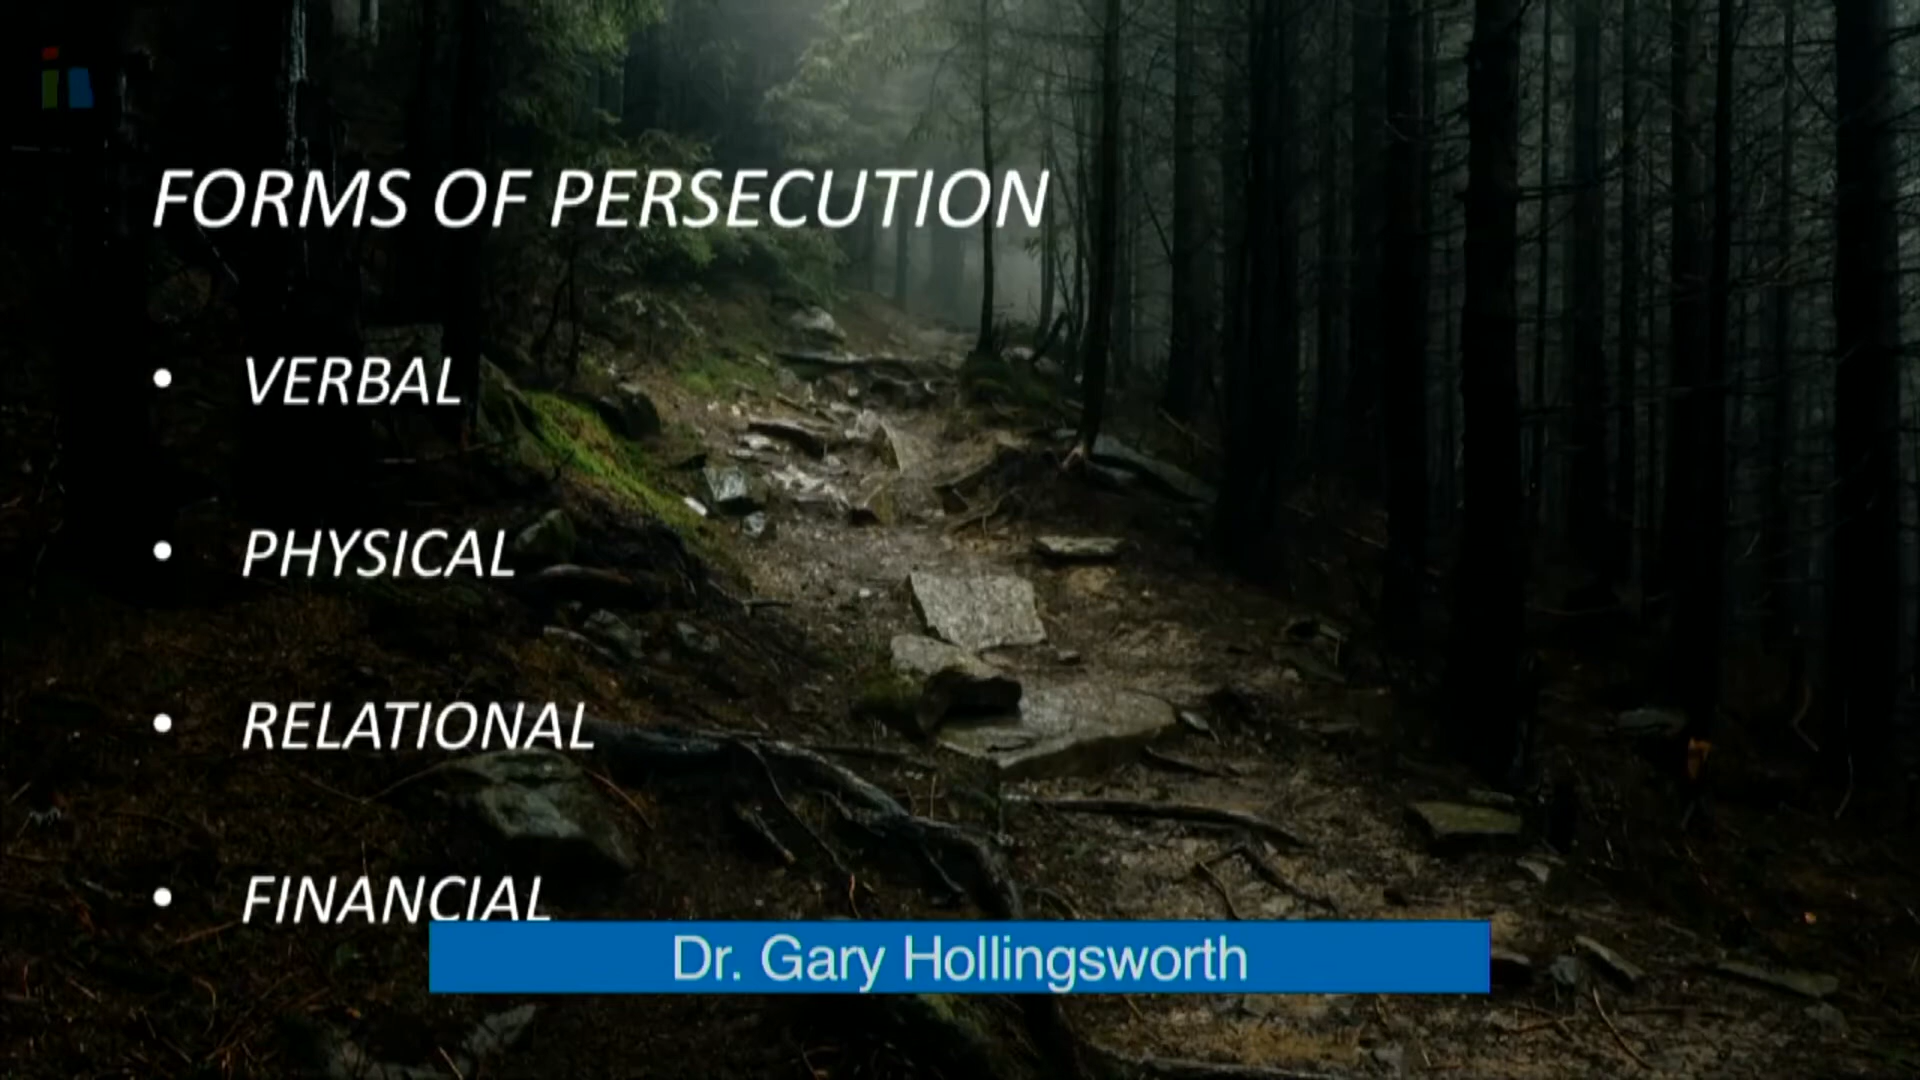 FORMS OF PERSECUTION
• VERBAL
• PHYSICAL
• RELATIONAL
• FINANCIAL
Dr. Gary Hollingsworth